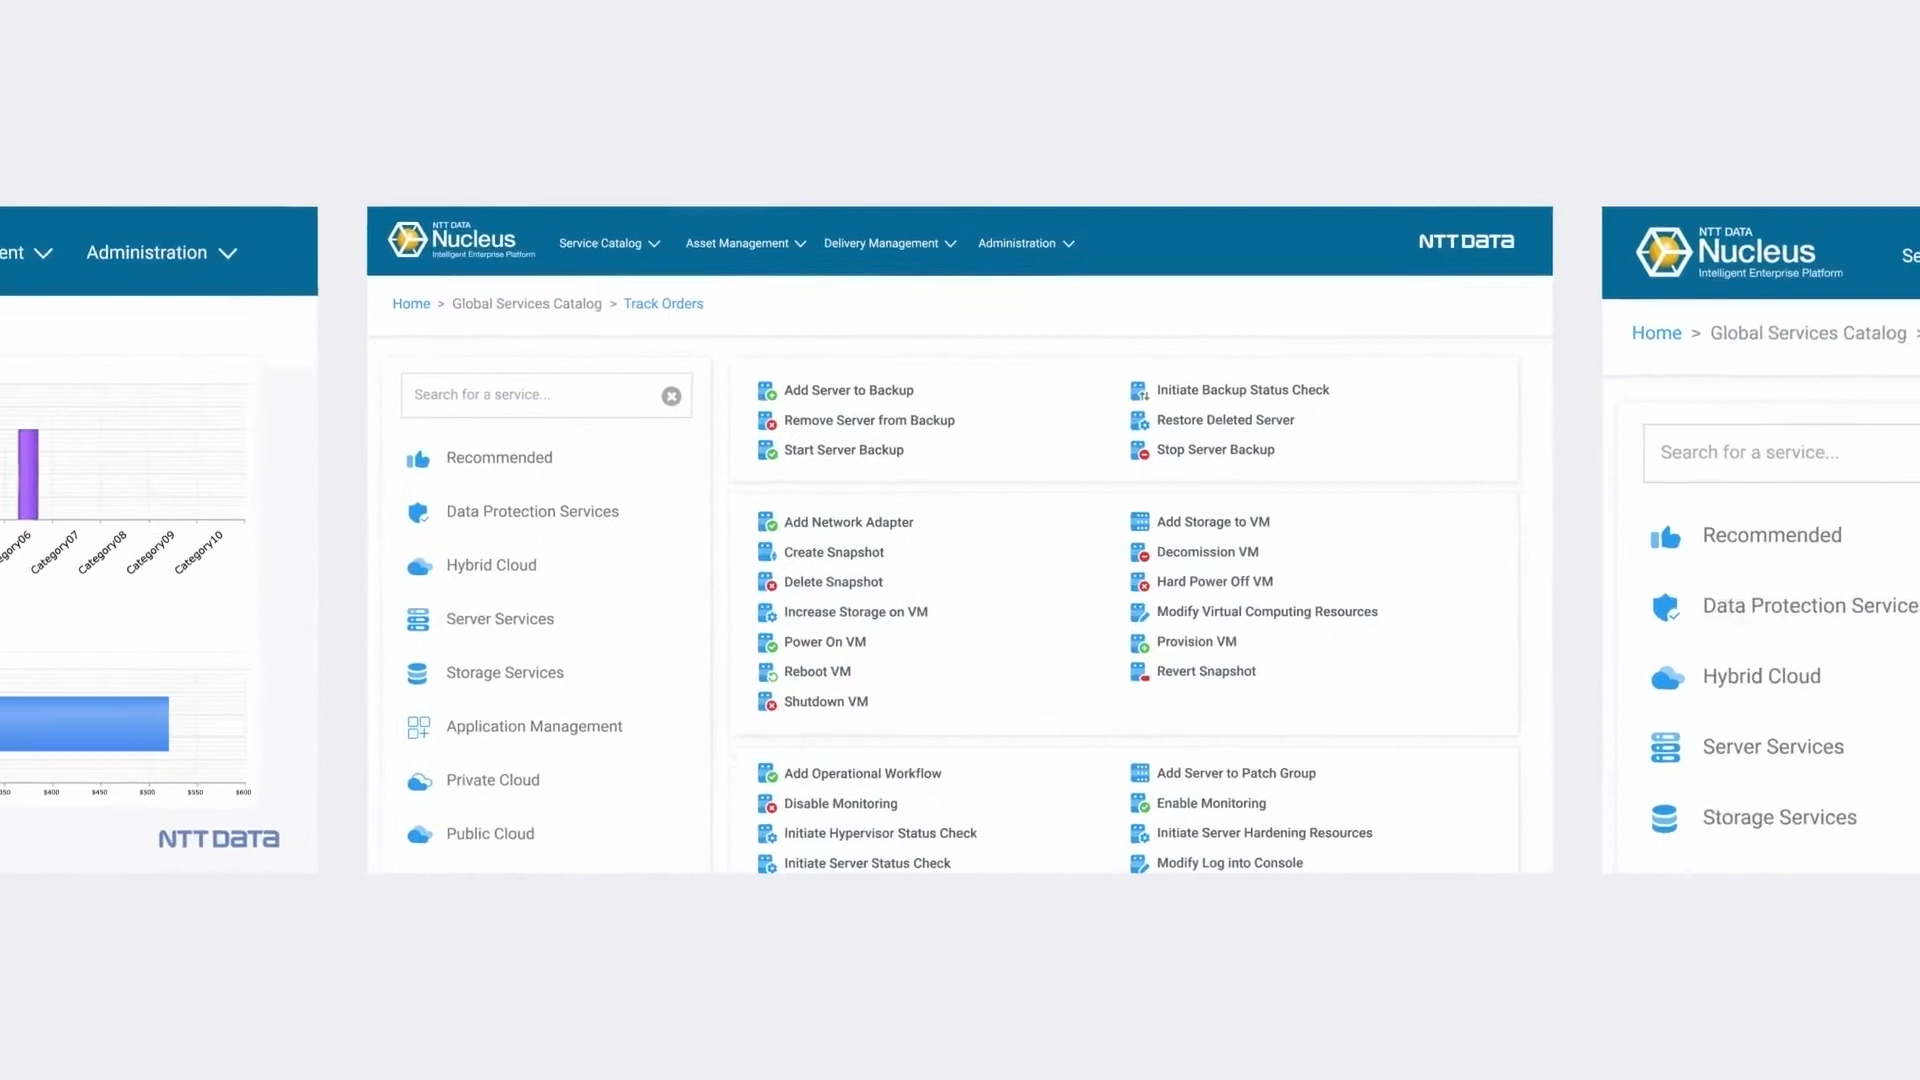 ent
Administration
egory06
Category07
Category08
Category09
Category10
350
$400
$450
$500
$550
$600
NTT DATA
NTT DATA
Nucleus
Intelligent Enterprise Platform
Service Catalog
Asset Management
Delivery Management
Administration
NTT DATA
Home > Global Services Catalog > Track Orders
Search for a service...
Recommended
Data Protection Services
Hybrid Cloud
Server Services
Storage Services
Application Management
Private Cloud
Public Cloud
Add Server to Backup
Remove Server from Backup
Start Server Backup
Initiate Backup Status Check
Restore Deleted Server
Stop Server Backup
Add Network Adapter
Create Snapshot
Delete Snapshot
Increase Storage on VM
Power On VM
Reboot VM
Shutdown VM
Add Storage to VM
Decomission VM
Hard Power Off VM
Modify Virtual Computing Resources
Provision VM
Revert Snapshot
Add Operational Workflow
Disable Monitoring
Initiate Hypervisor Status Check
Initiate Server Status Check
Add Server to Patch Group
Enable Monitoring
Initiate Server Hardening Resources
Modify Log into Console
NTT DATA
Nucleus
Intelligent Enterprise Platform
Se
Home > Global Services Catalog >
Search for a service...
Recommended
Data Protection Service
Hybrid Cloud
Server Services
Storage Services